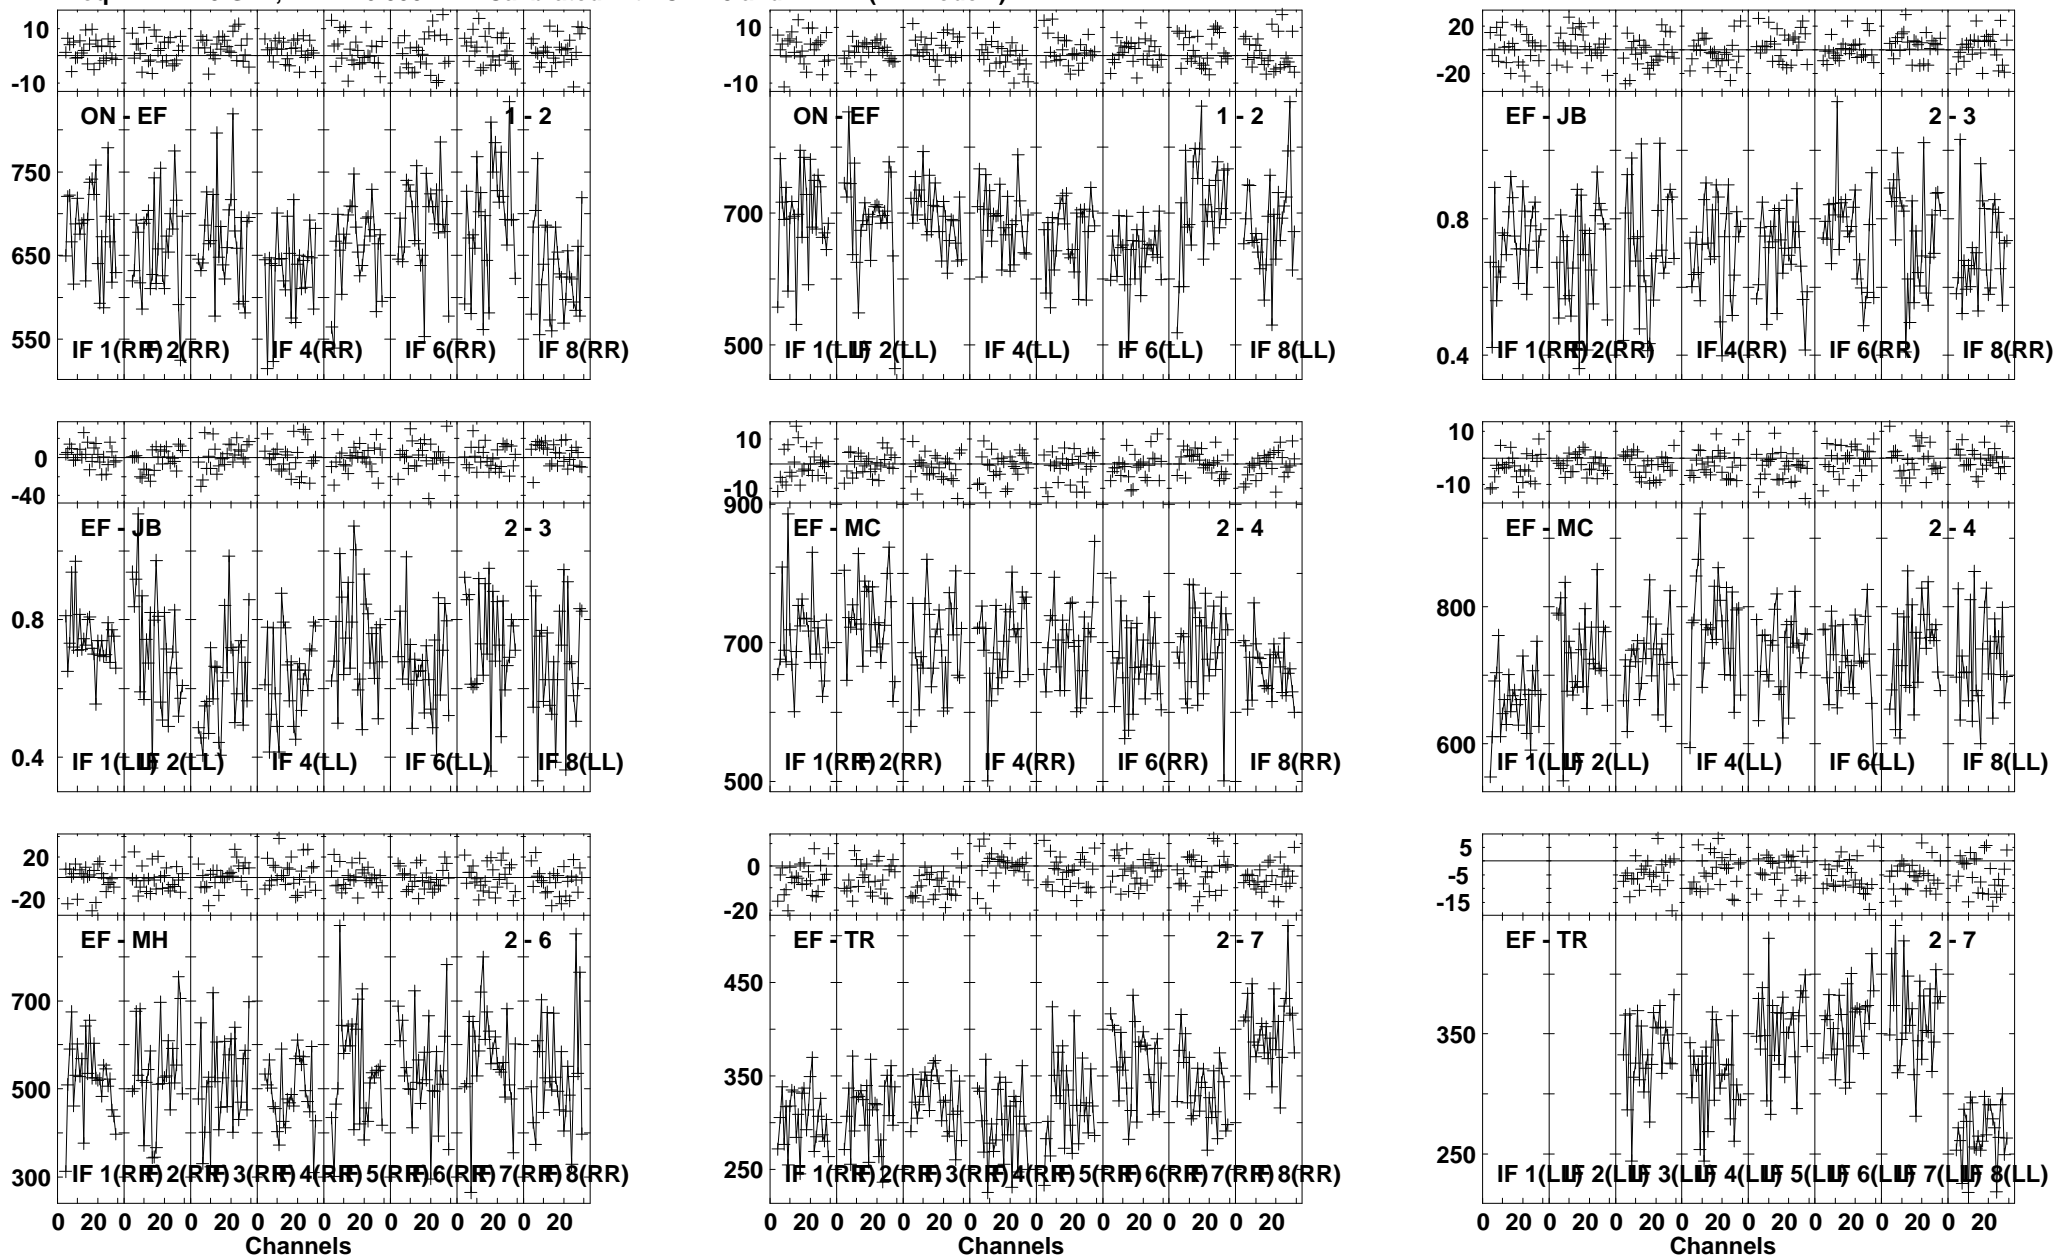 10
-10
ON - EF 1 - 2
750
650
550
IF 1(RR) IF 2(RR) IF 4(RR) IF 6(RR) IF 8(RR)
10
-10
ON - EF 1 - 2
700
500
IF 1(LL) IF 2(LL) IF 4(LL) IF 6(LL) IF 8(LL)
20
-20
EF - JB 2 - 3
0.8
0.4
IF 1(RR) IF 2(RR) IF 4(RR) IF 6(RR) IF 8(RR)
0
-40
EF - JB 2 - 3
0.8
0.4
IF 1(LL) IF 2(LL) IF 4(LL) IF 6(LL) IF 8(LL)
10
-10
900
EF - MC 2 - 4
700
500
IF 1(RR) IF 2(RR) IF 4(RR) IF 6(RR) IF 8(RR)
10
-10
EF - MC 2 - 4
800
600
IF 1(LL) IF 2(LL) IF 4(LL) IF 6(LL) IF 8(LL)
20
-20
EF - MH 2 - 6
700
500
300
IF 1(RR) IF 2(RR) IF 3(RR) IF 4(RR) IF 5(RR) IF 6(RR) IF 7(RR) IF 8(RR)
0 20 0 20 0 20 0 20 0 20 0 20 0 20 0 20
Channels
0
-20
EF - TR 2 - 7
450
350
250
IF 1(RR) IF 2(RR) IF 3(RR) IF 4(RR) IF 5(RR) IF 6(RR) IF 7(RR) IF 8(RR)
0 20 0 20 0 20 0 20 0 20 0 20 0 20 0 20
Channels
5
-5
-15
EF - TR 2 - 7
350
250
IF 1(LL) IF 2(LL) IF 3(LL) IF 4(LL) IF 5(LL) IF 6(LL) IF 7(LL) IF 8(LL)
0 20 0 20 0 20 0 20 0 20 0 20 0 20 0 20
Channels